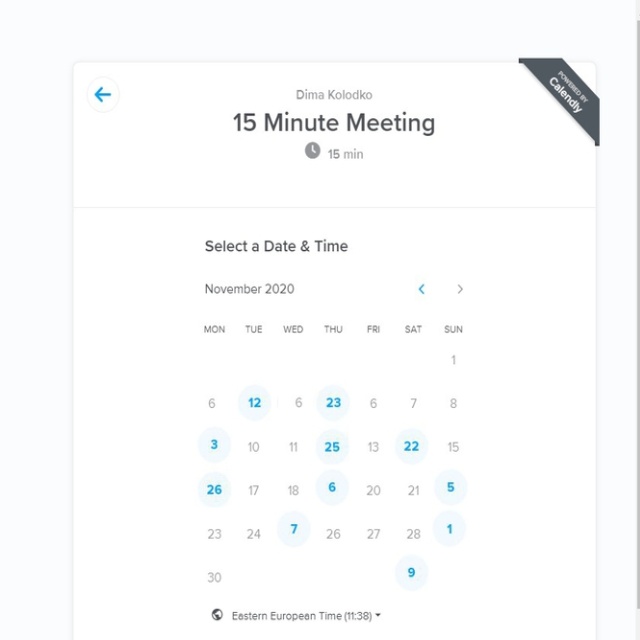 POWERED BY
Calendly
Dima Kolodko
15 Minute Meeting
15 min
Select a Date & Time
November 2020
MON TUE WED THU FRI SAT SUN
1
6 12 6 23 6 7 8
3 10 11 25 13 22 15
26 17 18 6 20 21 5
23 24 7 26 27 28 1
30 9
Eastern European Time (11:38)